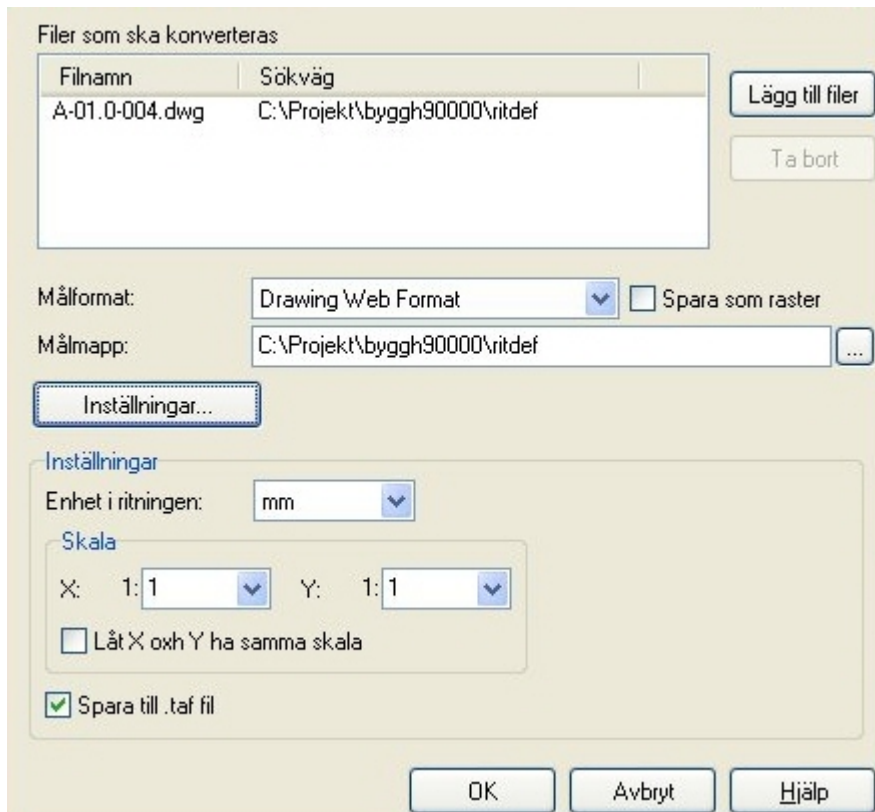 Filer som ska konverteras
Filnamn Sökväg
Lägg till filer
A-01.0-004.dwg C:\Projekt\byggh90000\ritdef
Ta bort
Målformat: Drawing Web Format Spara som raster
Målmapp: C:\Projekt\byggh90000\ritdef ...
Inställningar...
Inställningar
Enhet i ritningen: mm
Skala
X: 1: 1 Y: 1: 1
Låt X oxh Y ha samma skala
Spara till .taf fil
OK Avbryt Hjälp